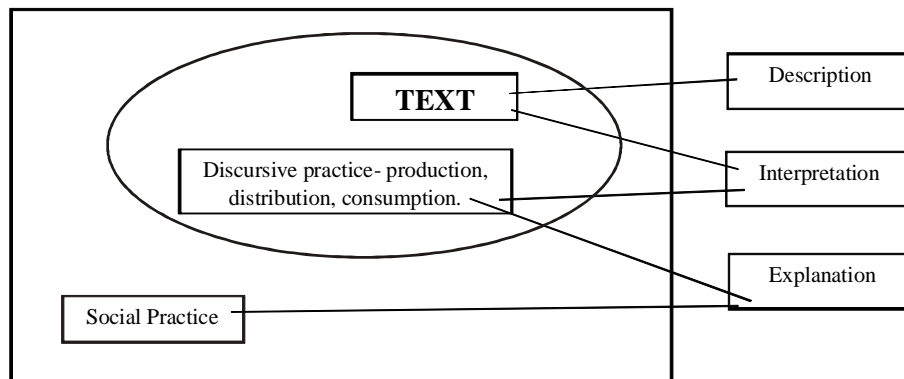 TEXT
Description
Discursive practice- production,
distribution, consumption.
Interpretation
Social Practice
Explanation